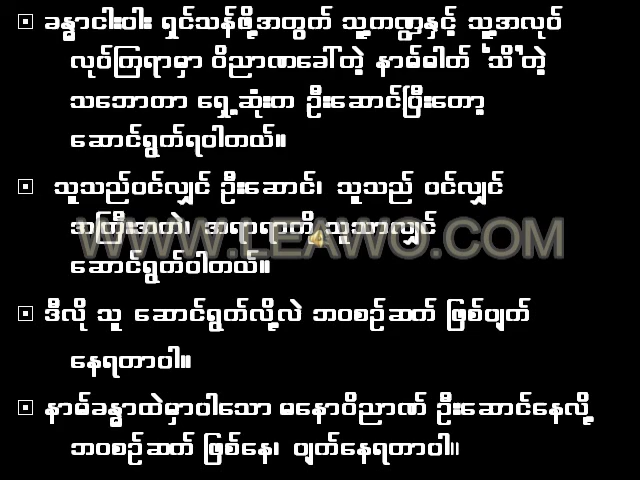 ခန္ဓာငါးပါး ရှင်သန်ဖို့အတွက် သူ့ကဏ္ဍနှင့် သူ့အလုပ်
လုပ်ကြရာမှာ ဝိညာဏခေါ်တဲ့ နာမ်ဓါတ် 'သိ'တဲ့
သဘောတာ ရှေ့ဆုံးက ဦးဆောင်ပြီးတော့
ဆောင်ရွတ်ရပါတယ်။
သူသည်ပင်လျှင် ဦးဆောင်၊ သူသည် ပင်လျှင်
အကြီးအကဲ၊ အရာရာကို သူသာလျှင်
ဆောင်ရွတ်ပါတယ်။
WWW.LEAWO.COM
ဒီလို သူ ဆောင်ရွတ်လို့လဲ ဘဝစဉ်ဆက် ဖြစ်ပျက်
နေရတာပါ။
နာမ်ခန္ဓာထဲမှာပါသော မနောဝိညာဏ် ဦးဆောင်နေလို့
ဘဝစဉ်ဆက် ဖြစ်နေ၊ ပျက်နေရတာပါ။